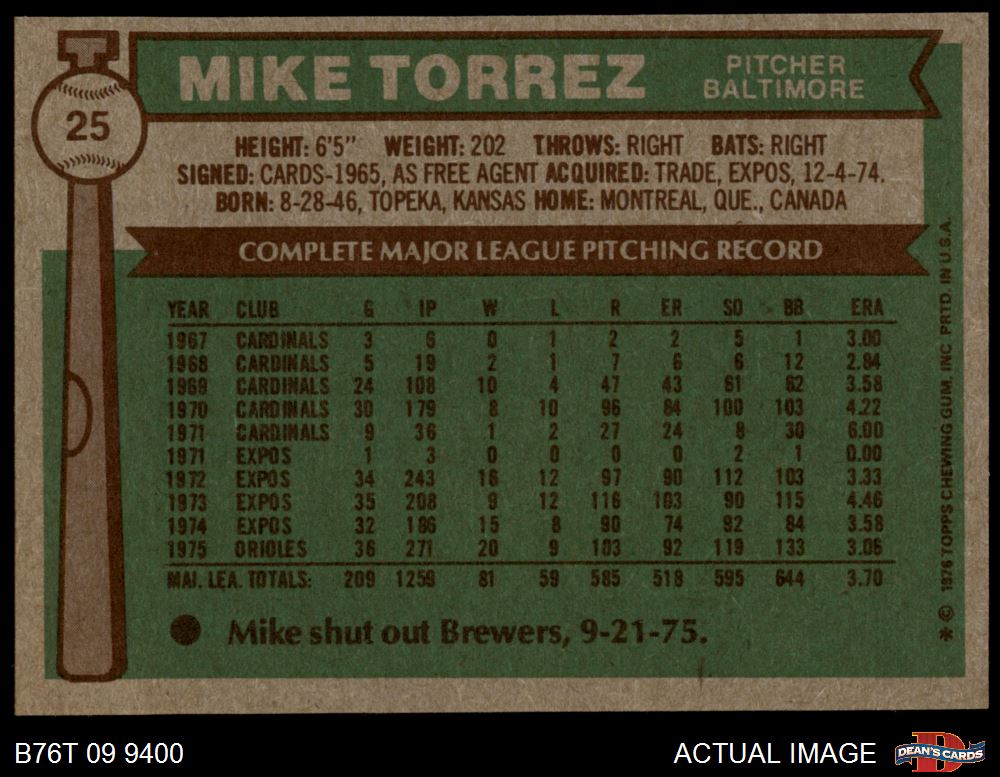 25
MIKE TORREZ
PITCHER
BALTIMORE
HEIGHT: 6'5" WEIGHT: 202 THROWS: RIGHT BATS: RIGHT
SIGNED: CARDS-1965, AS FREE AGENT ACQUIRED: TRADE, EXPOS, 12-4-74.
BORN: 8-28-46, TOPEKA, KANSAS HOME: MONTREAL, QUE., CANADA
COMPLETE MAJOR LEAGUE PITCHING RECORD
YEAR CLUB G IP W L R ER SO BB ERA
1967 CARDINALS 3 6 0 1 2 2 5 1 3.00
1968 CARDINALS 5 19 2 1 7 6 6 12 2.84
1969 CARDINALS 24 108 10 4 47 43 61 62 3.58
1970 CARDINALS 30 179 8 10 96 84 100 103 4.22
1971 CARDINALS 9 36 1 2 27 24 8 30 6.00
1971 EXPOS 1 3 0 0 0 0 2 1 0.00
1972 EXPOS 34 243 16 12 97 90 112 103 3.33
1973 EXPOS 35 208 9 12 116 103 90 115 4.46
1974 EXPOS 32 186 15 8 90 74 92 84 3.58
1975 ORIOLES 36 271 20 9 103 92 119 133 3.06
MAJ. LEA. TOTALS: 209 1259 81 59 585 518 595 644 3.70
Mike shut out Brewers, 9-21-75.
* © 1976 TOPPS CHEWING GUM, INC. PRTD. IN U.S.A.
B76T 09 9400
ACTUAL IMAGE
D
DEAN'S CARDS